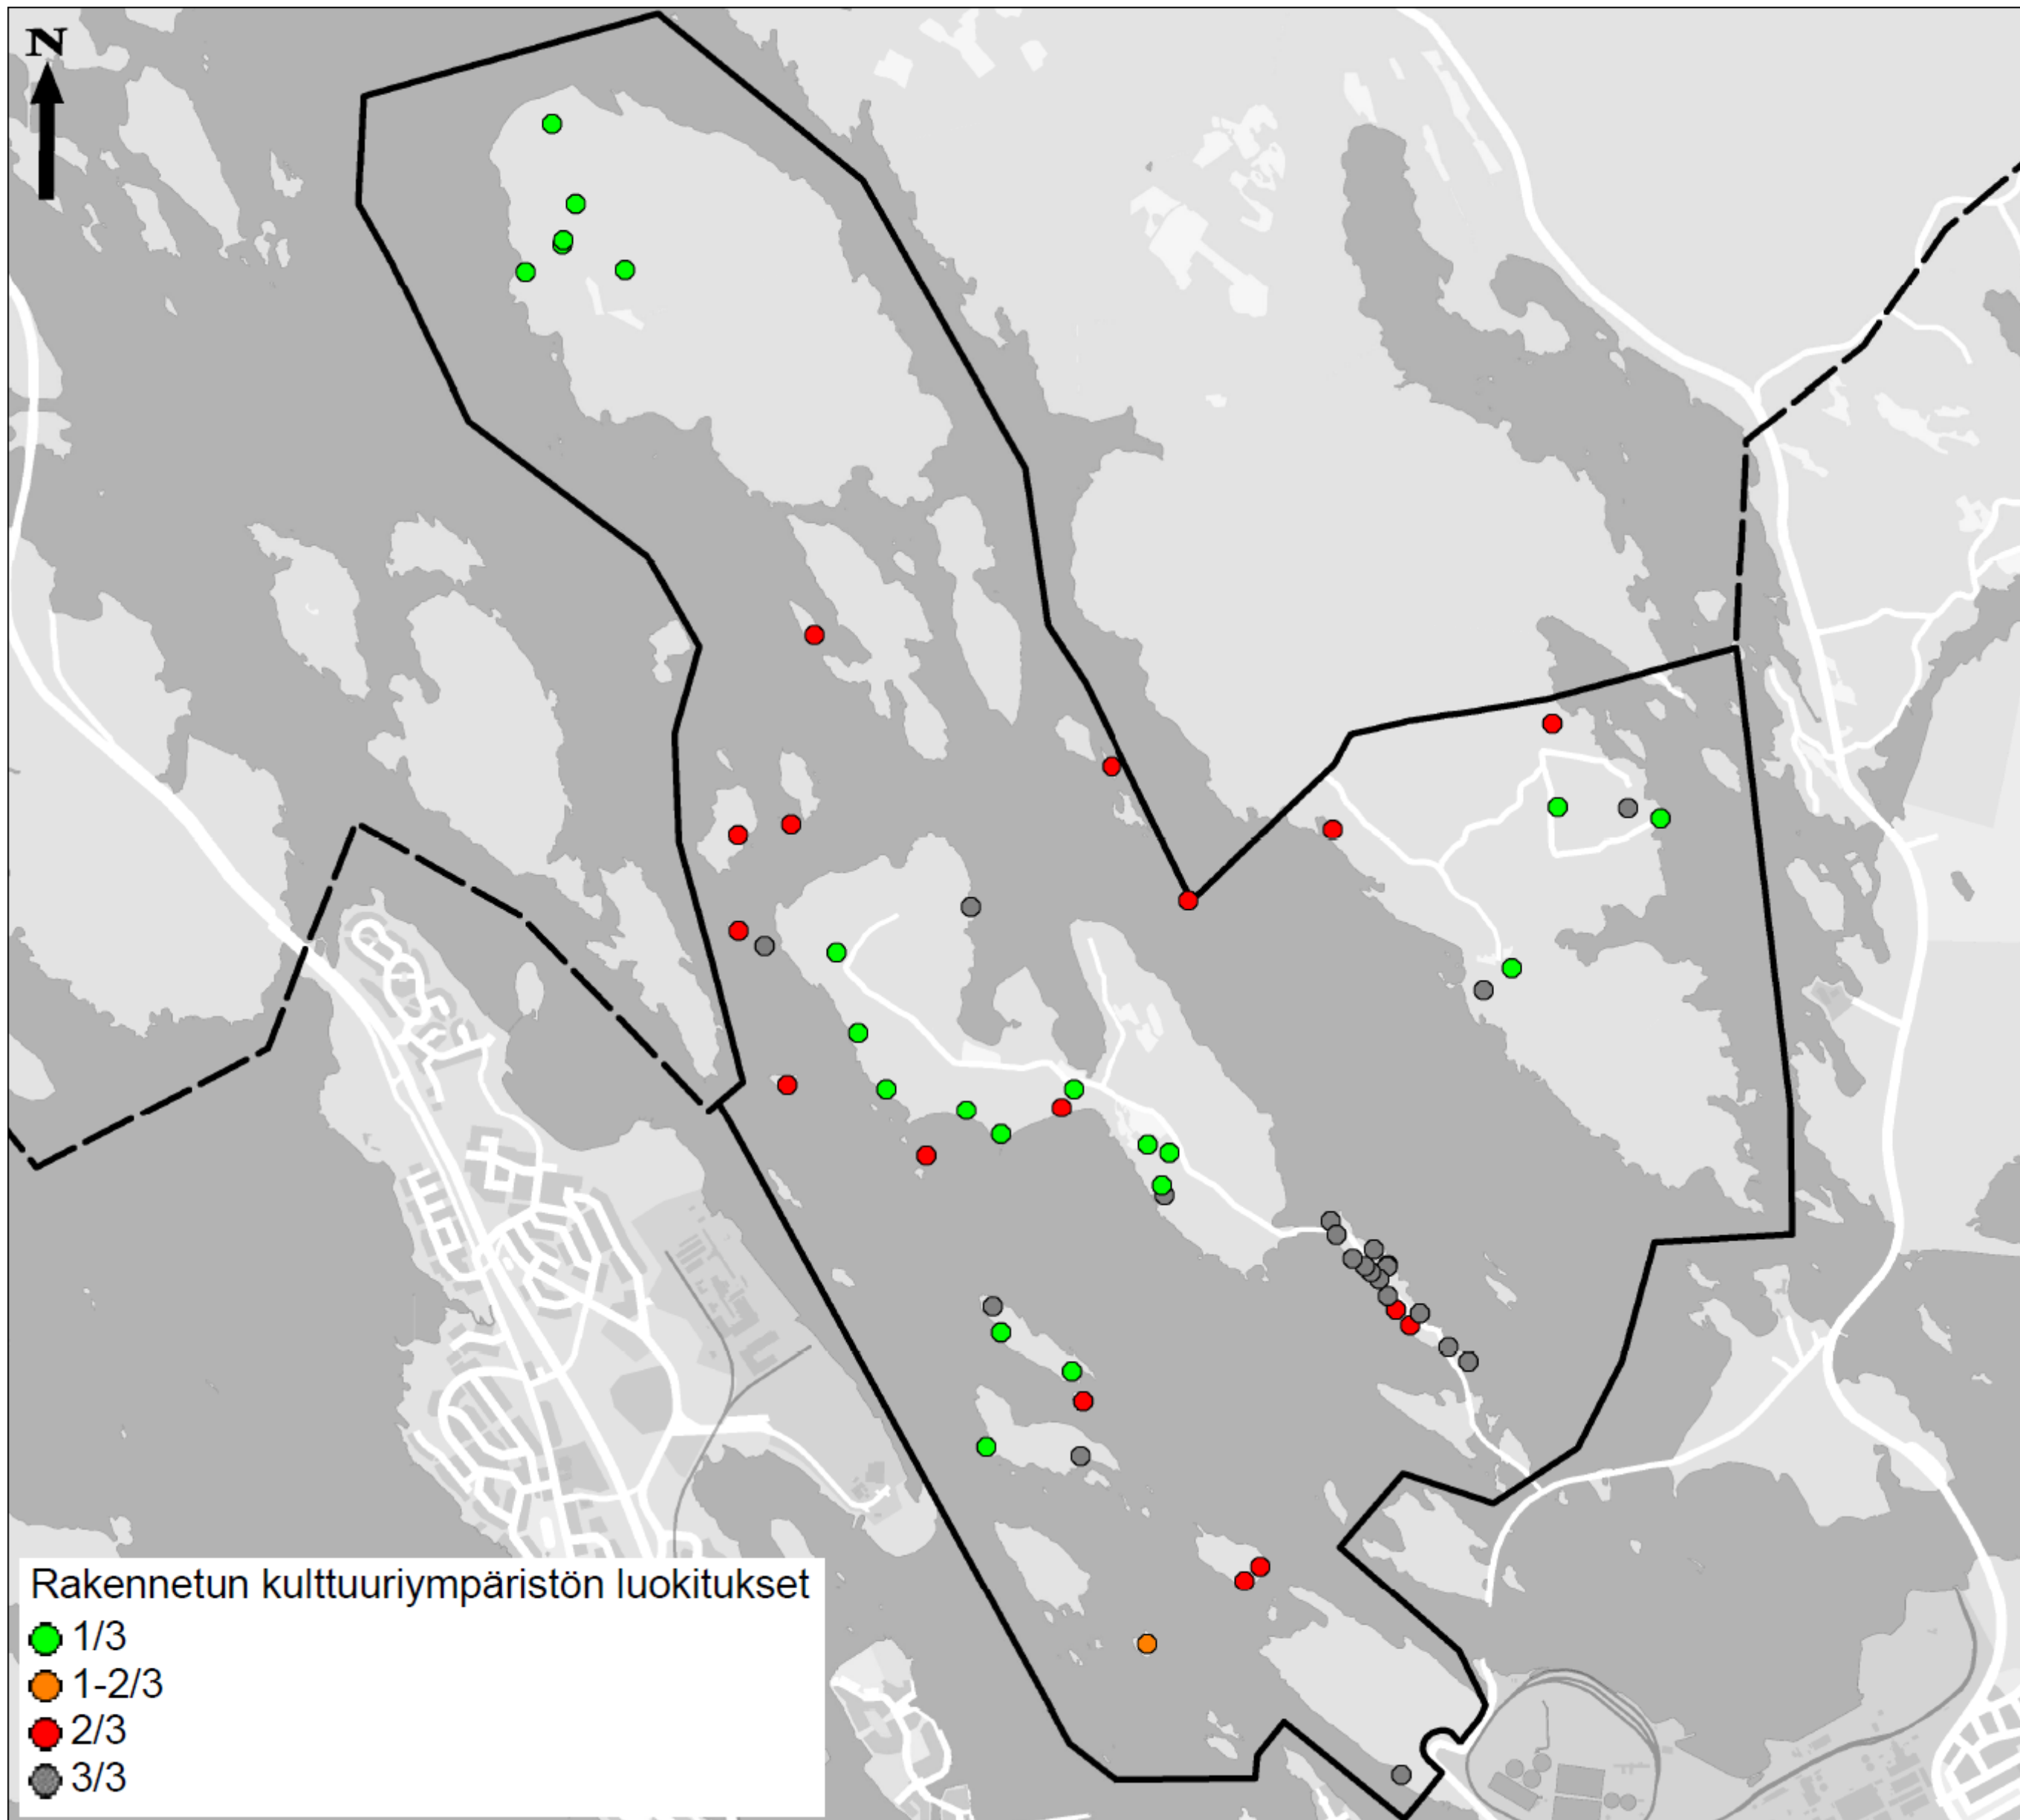 N
Rakennetun kulttuuriympäristön luokitukset
1/3
1-2/3
2/3
3/3